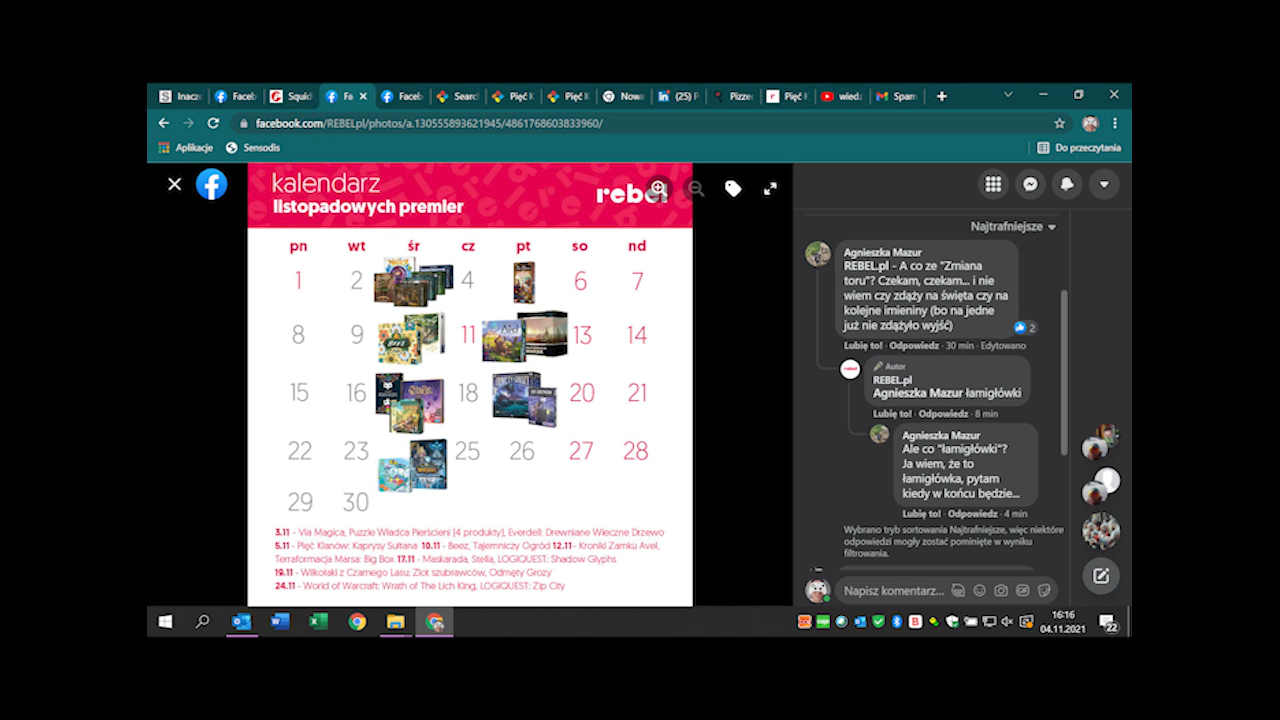 Inacz
Faceb
Squid
Fa
Faceb
Searc
Pięć K
Pięć K
Nowa
(25) P
Pizze
Pięć K
wiedź
Spam
facebook.com/REBELpl/photos/a.130555893621945/4861768603833960/
Aplikacje
Sensodis
Do przeczytania
kalendarz
listopadowych premier
rebel
pn wt śr cz pt so nd
1 2 4 6 7
8 9 11 13 14
15 16 18 20 21
22 23 25 26 27 28
29 30
3.11 - Via Magica, Puzzle Władca Pierścieni (4 produkty), Everdell: Drewniane Wieczne Drzewo
5.11 - Pięć Klanów: Kaprysy Sułtana 10.11 - Beez, Tajemniczy Ogród 12.11- Kroniki Zamku Avel,
Terraformacja Marsa: Big Box 17.11 - Maskarada, Stella, LOGIQUEST: Shadow Glyphs
19.11 - Wilkołaki z Czarnego Lasu: Zlot szubrawców, Odmęty Grozy
24.11 - World of Warcraft: Wrath of The Lich King, LOGIQUEST: Zip City
Najtrafniejsze
Agnieszka Mazur
REBEL.pl - A co ze "Zmiana
toru"? Czekam, czekam... i nie
wiem czy zdąży na święta czy na
kolejne imieniny (bo na jedne
już nie zdążyło wyjść)
2
Lubię to! · Odpowiedz · 30 min · Edytowano
Autor
REBEL.pl
Agnieszka Mazur łamigłówki
Lubię to! · Odpowiedz · 8 min
Agnieszka Mazur
Ale co "łamigłówki"?
Ja wiem, że to
łamigłówka, pytam
kiedy w końcu będzie...
Lubię to! · Odpowiedz · 4 min
Wybrano tryb sortowania Najtrafniejsze, więc niektóre
odpowiedzi mogły zostać pominięte w wyniku
filtrowania.
Napisz komentarz...
16:16
04.11.2021
22